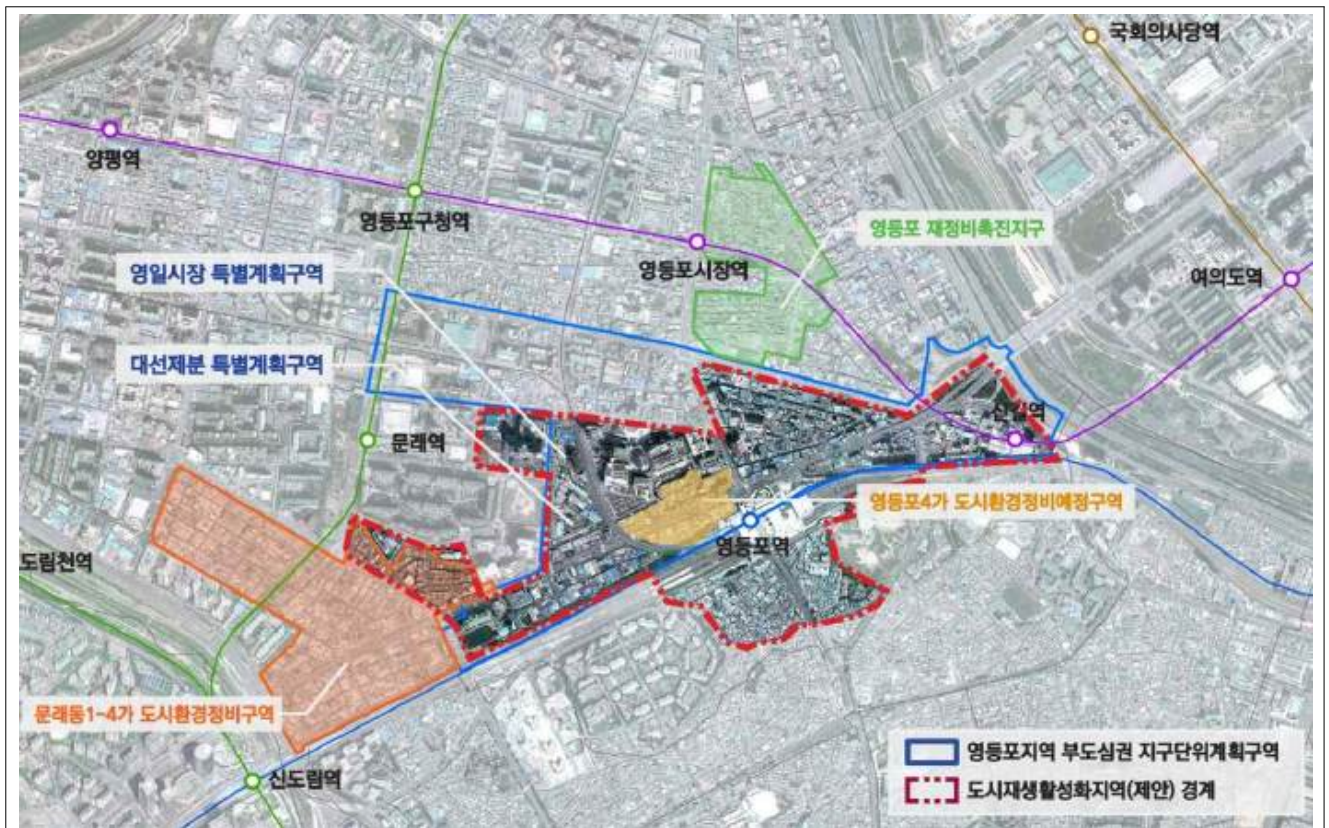 국회의사당역
양평역
영등포구청역
영등포 재정비촉진지구
영일시장 특별계획구역
영등포시장역
여의도역
대선제분 특별계획구역
신길역
문래역
영등포4가 도시환경정비예정구역
영등포역
도림천역
문래동1-4가 도시환경정비구역
영등포지역 부도심권 지구단위계획구역
신도림역
도시재생활성화지역(제안) 경계